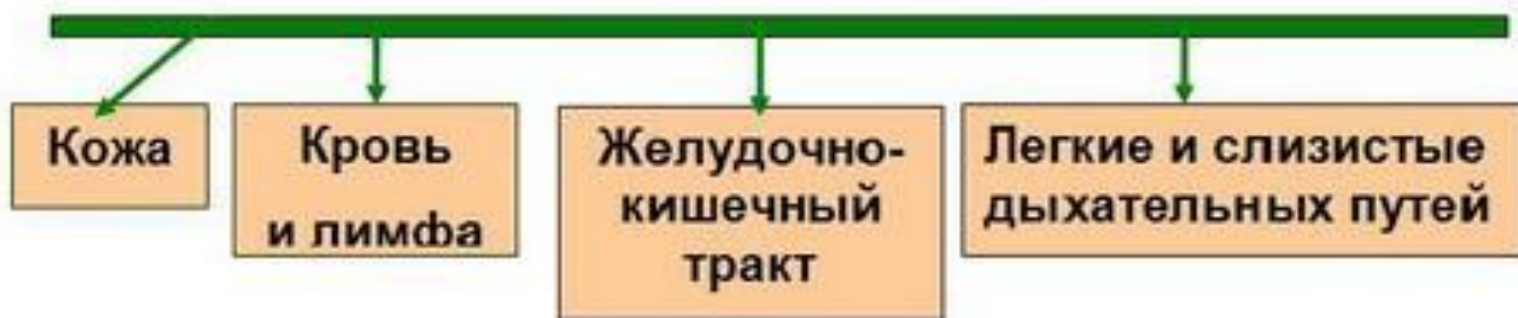 Кожа
Кровь
и лимфа
Желудочно-
кишечный
тракт
Легкие и слизистые
дыхательных путей